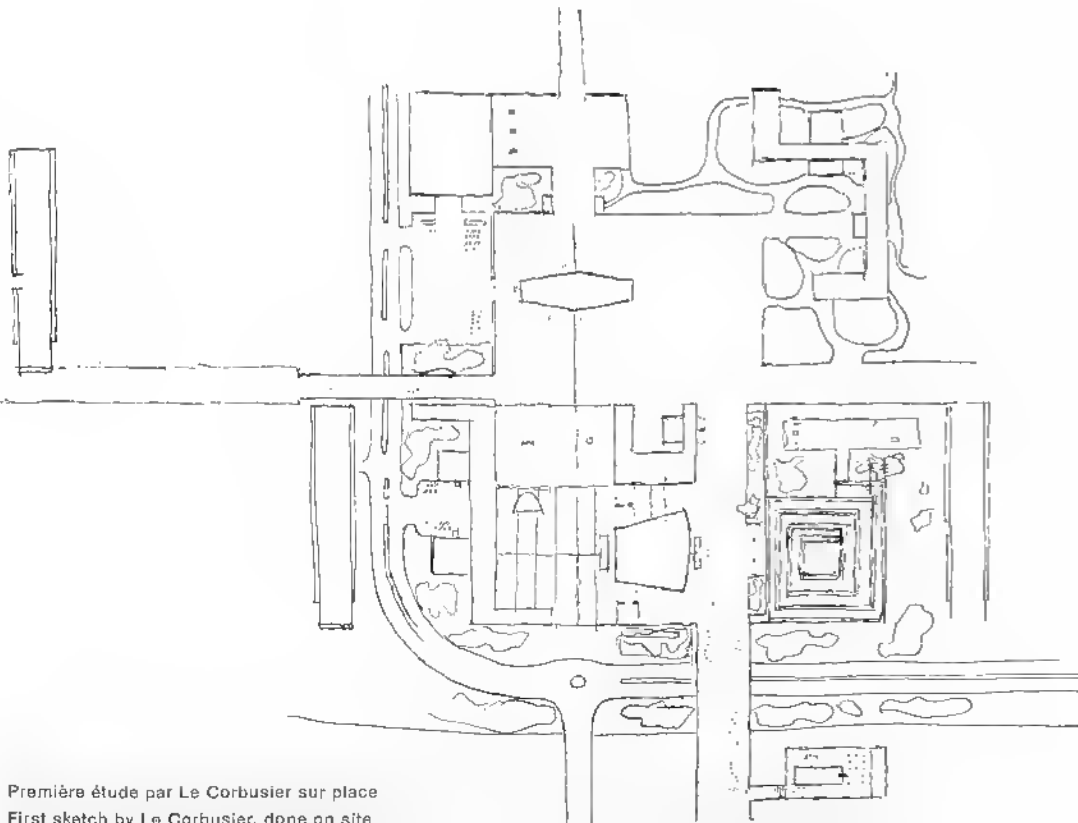 Première étude par Le Corbusier sur place
First sketch by Le Corbusier, done on site